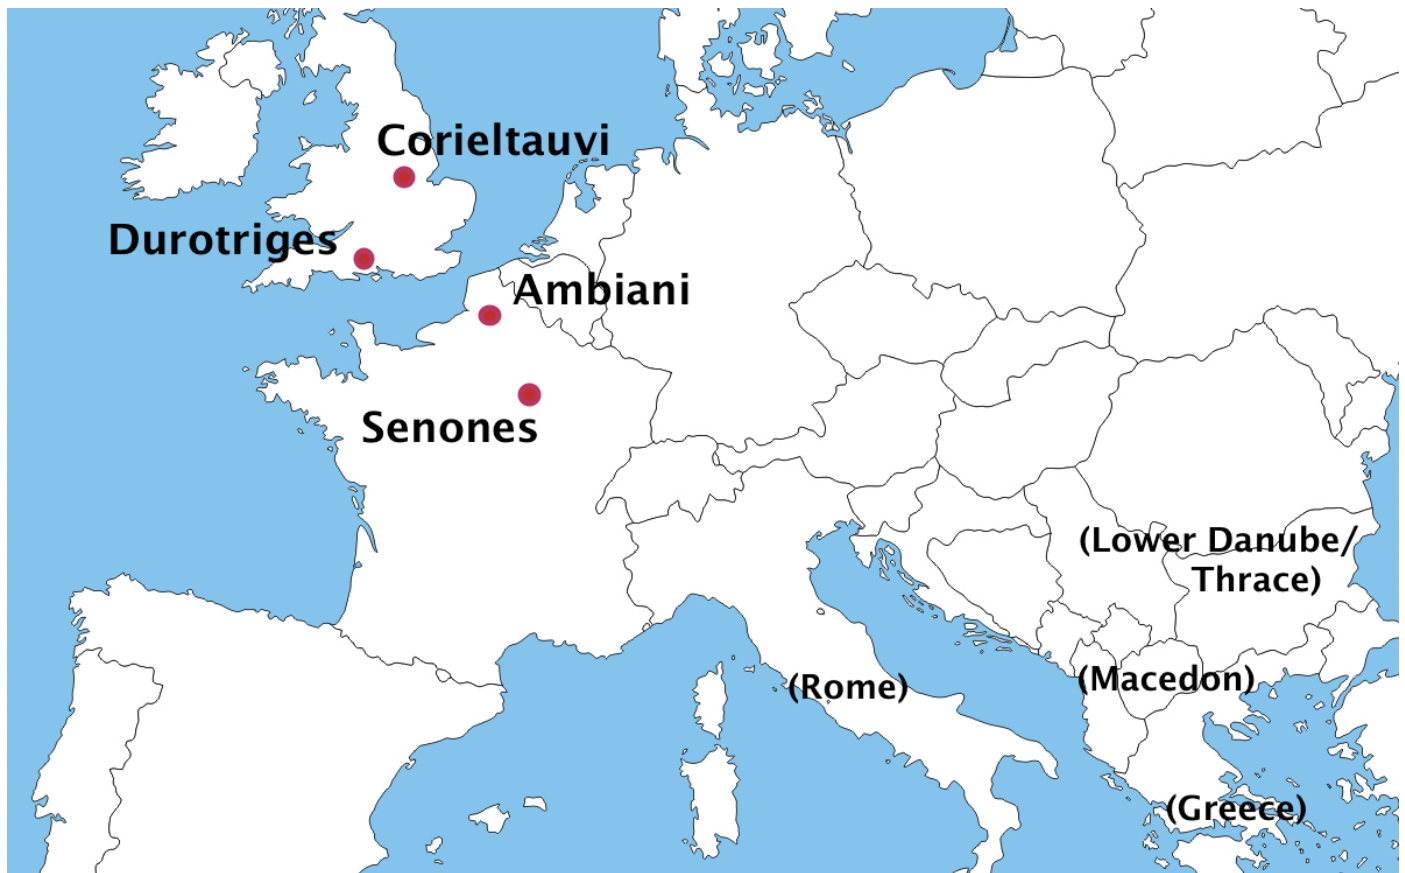 Corieltauvi
Durotriges
Ambiani
Senones
(Lower Danube/
Thrace)
(Macedon)
(Rome)
(Greece)